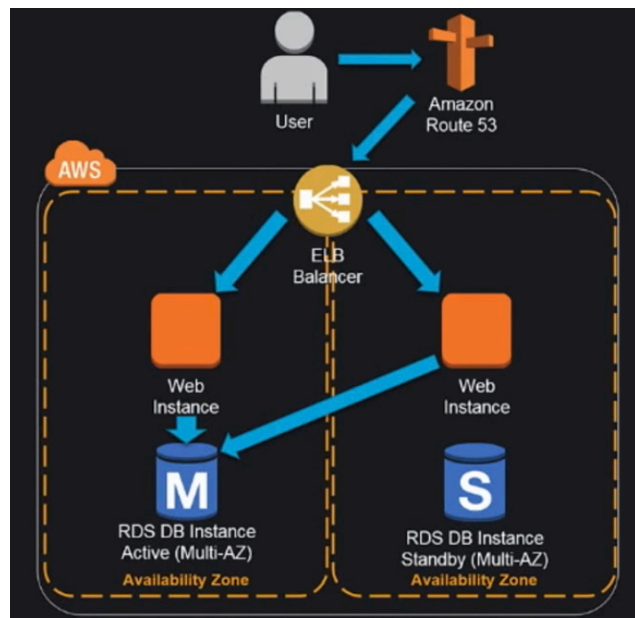 User
Amazon
Route 53
AWS
ELB
Balancer
Web
Instance
Web
Instance
M
RDS DB Instance
Active (Multi-AZ)
Availability Zone
S
RDS DB Instance
Standby (Multi-AZ)
Availability Zone